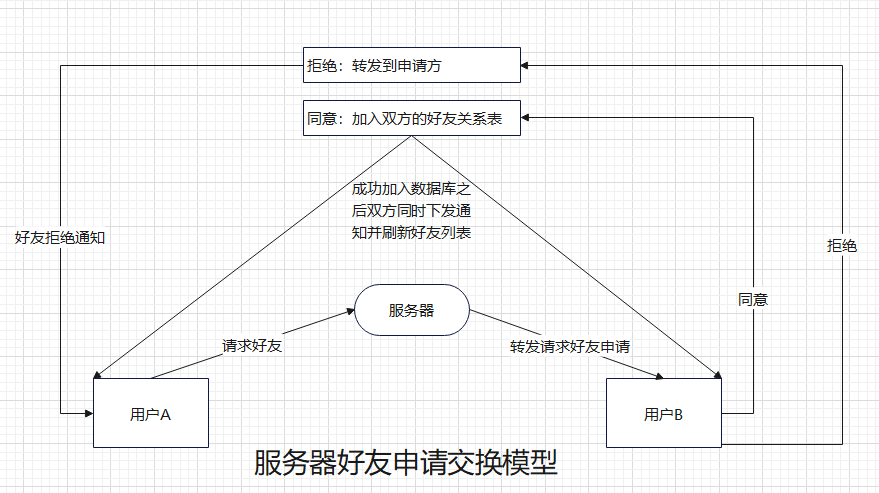 拒绝：转发到申请方
同意：加入双方的好友关系表
成功加入数据库之
后双方同时下发通
知并刷新好友列表
好友拒绝通知
拒绝
同意
服务器
请求好友
转发请求好友申请
用户A
用户B
服务器好友申请交换模型